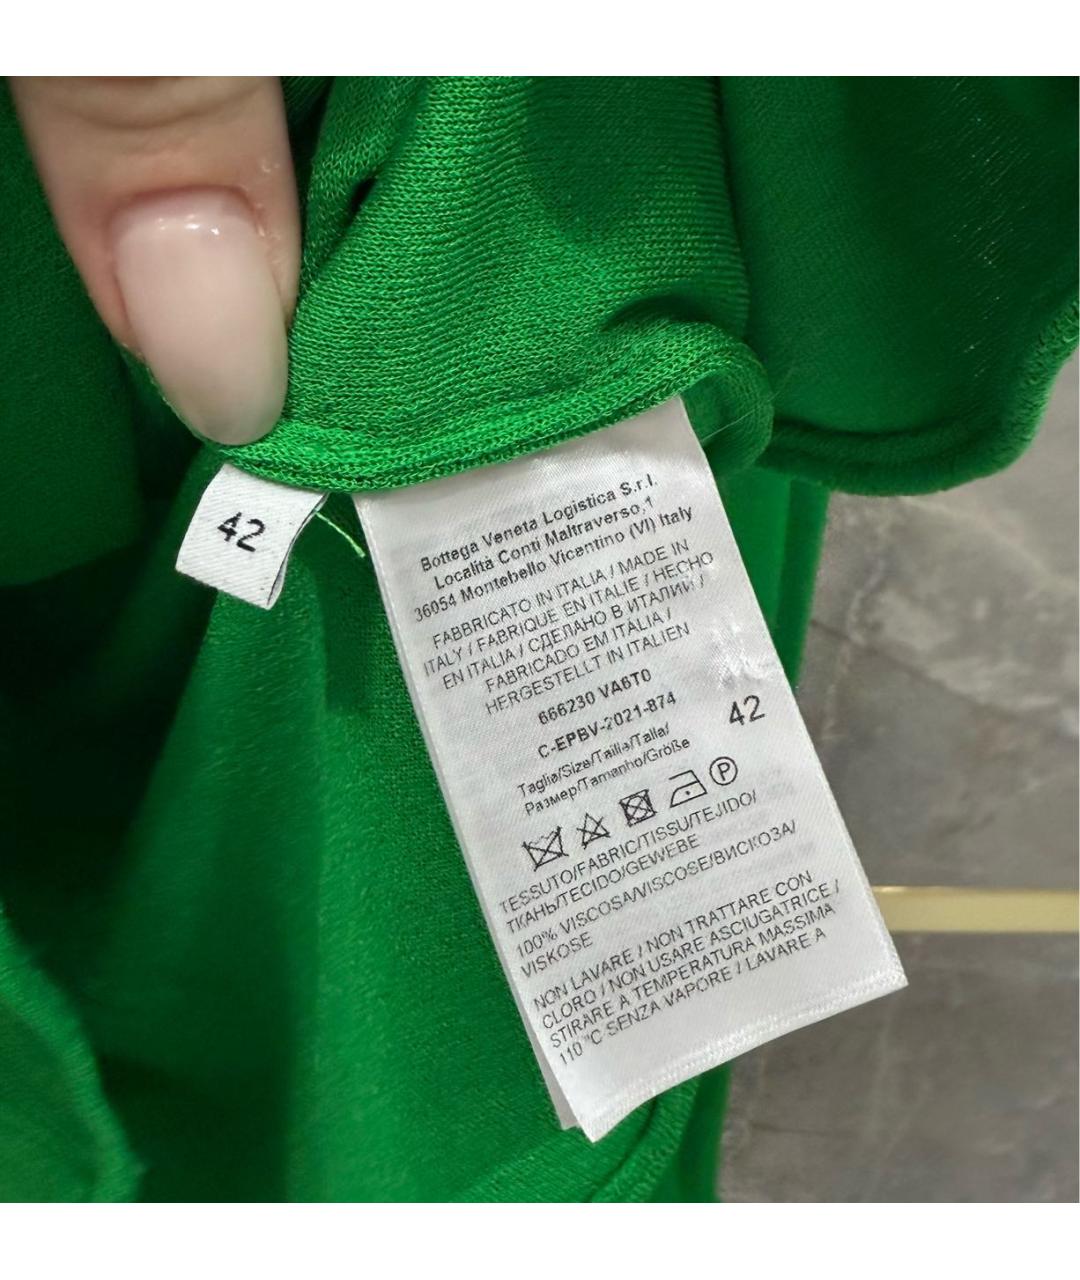 42
Bottega Veneta Logistica S.r.l.
Località Conti Maltraverso,1
36054 Montebello Vicentino (VI) Italy
FABBRICATO IN ITALIA / MADE IN
ITALY / FABRIQUE EN ITALIE / HECHO
EN ITALIA / СДЕЛАНО В ИТАЛИИ /
FABRICADO EM ITÁLIA /
HERGESTELLT IN ITALIEN
666230 VA6T0
C-EPBV-2021-874
Taglia/Size/Taille/Talla/
Размер/Tamanho/Größe
42
P
TESSUTO/FABRIC/TISSU/TEJIDO/
ТКАНЬ/TECIDO/GEWEBE
100% VISCOSA/VISCOSE/ВИСКОЗА/
VISKOSE
NON LAVARE / NON TRATTARE CON
CLORO / NON USARE ASCIUGATRICE /
STIRARE A TEMPERATURA MASSIMA
110 °C SENZA VAPORE / LAVARE A